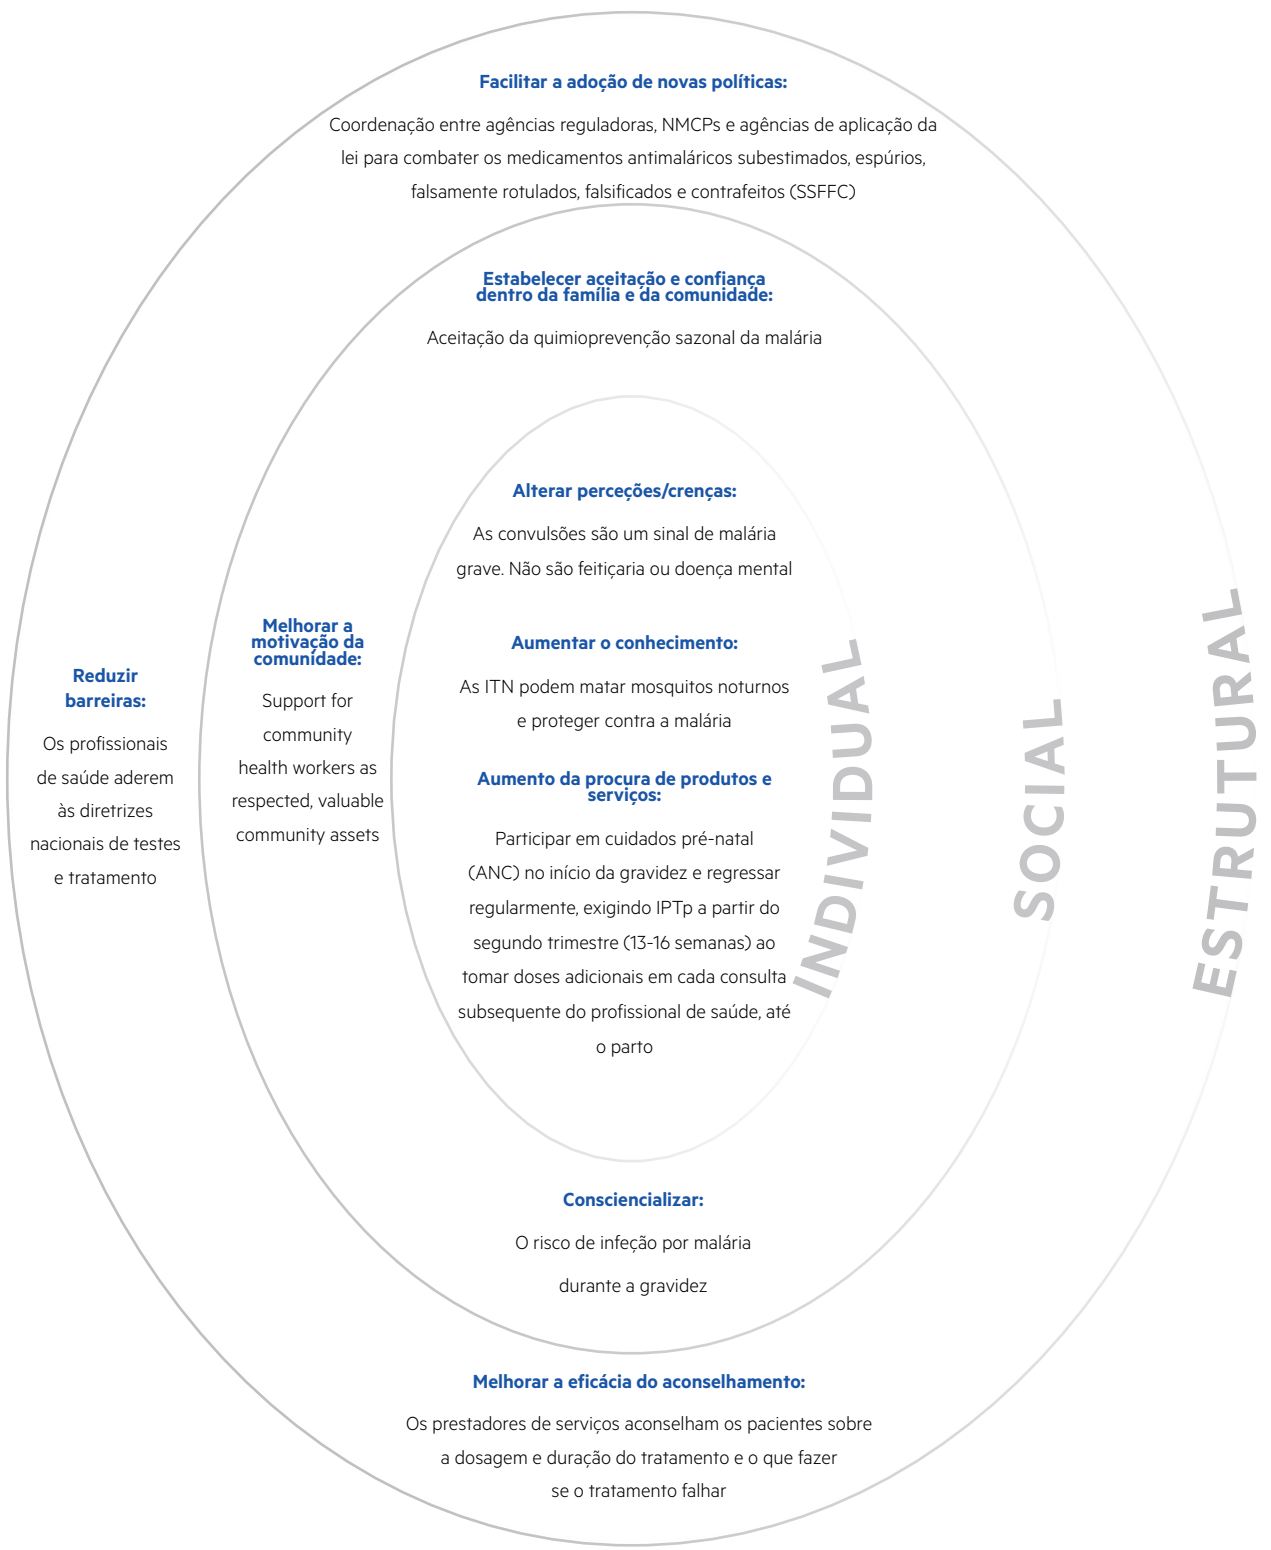 Facilitar a adoção de novas políticas:
Coordenação entre agências reguladoras, NMCPs e agências de aplicação da
lei para combater os medicamentos antimaláricos subestimados, espúrios,
falsamente rotulados, falsificados e contrafeitos (SSFFC)
Estabelecer aceitação e confiança
dentro da família e da comunidade:
Aceitação da quimioprevenção sazonal da malária
Alterar perceções/crenças:
As convulsões são um sinal de malária
grave. Não são feitiçaria ou doença mental
Aumentar o conhecimento:
As ITN podem matar mosquitos noturnos
e proteger contra a malária
Aumento da procura de produtos e
serviços:
Participar em cuidados pré-natal
(ANC) no início da gravidez e regressar
regularmente, exigindo IPTp a partir do
segundo trimestre (13-16 semanas) ao
tomar doses adicionais em cada consulta
subsequente do profissional de saúde, até
o parto
Melhorar a
motivação da
comunidade:
Support for
community
health workers as
respected, valuable
community assets
Reduzir
barreiras:
Os profissionais
de saúde aderem
às diretrizes
nacionais de testes
e tratamento
INDIVIDUAL
SOCIAL
ESTRUTURAL
Consciencializar:
O risco de infeção por malária
durante a gravidez
Melhorar a eficácia do aconselhamento:
Os prestadores de serviços aconselham os pacientes sobre
a dosagem e duração do tratamento e o que fazer
se o tratamento falhar